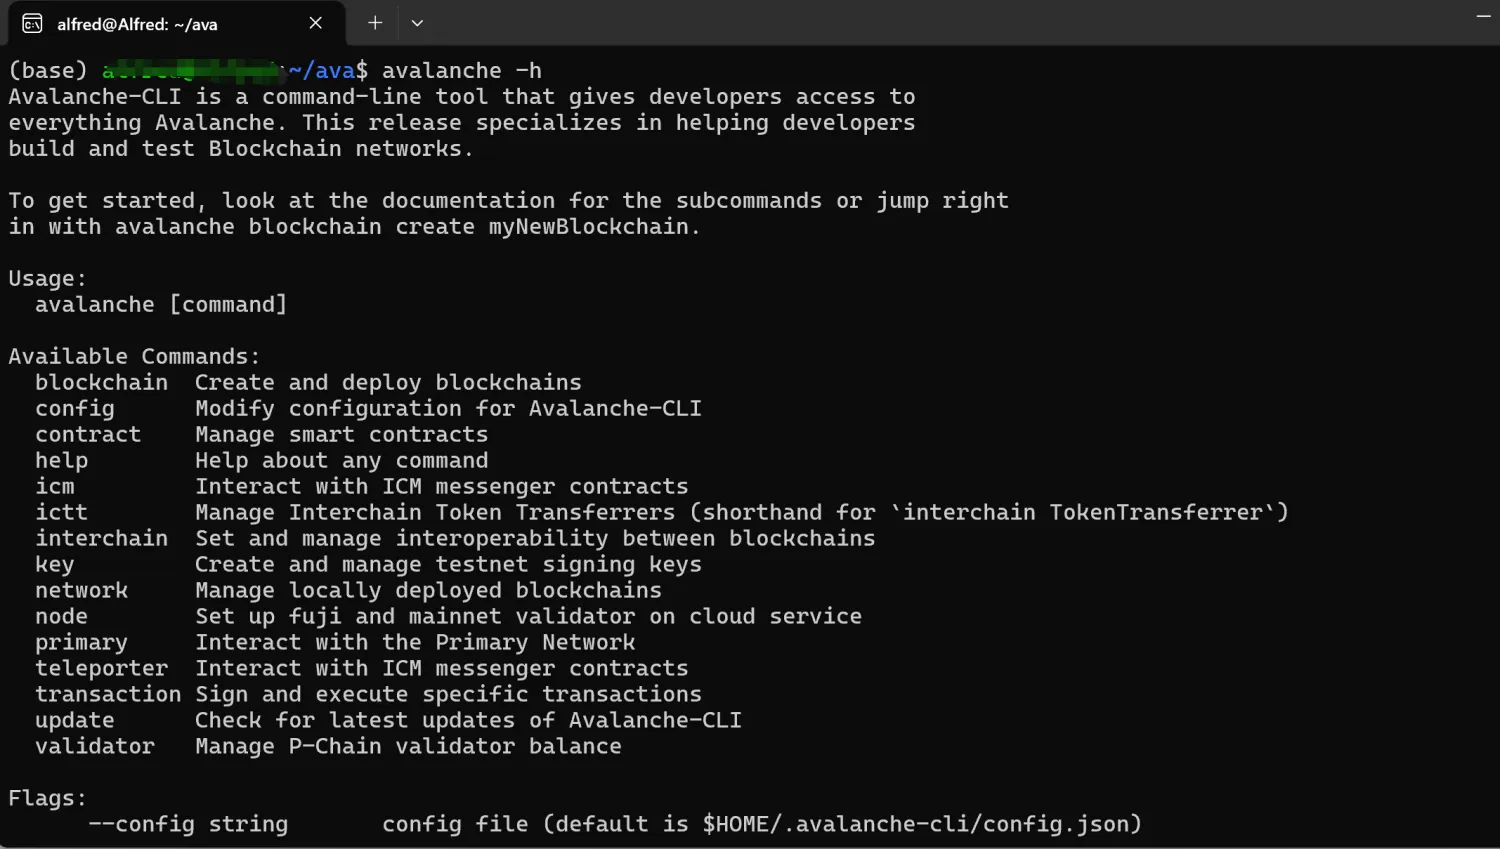 alfred@Alfred: ~/ava
(base) ~/ava$ avalanche -h
Avalanche-CLI is a command-line tool that gives developers access to
everything Avalanche. This release specializes in helping developers
build and test Blockchain networks.
To get started, look at the documentation for the subcommands or jump right
in with avalanche blockchain create myNewBlockchain.
Usage:
avalanche [command]
Available Commands:
blockchain Create and deploy blockchains
config Modify configuration for Avalanche-CLI
contract Manage smart contracts
help Help about any command
icm Interact with ICM messenger contracts
ictt Manage Interchain Token Transferrers (shorthand for `interchain TokenTransferrer`)
interchain Set and manage interoperability between blockchains
key Create and manage testnet signing keys
network Manage locally deployed blockchains
node Set up fuji and mainnet validator on cloud service
primary Interact with the Primary Network
teleporter Interact with ICM messenger contracts
transaction Sign and execute specific transactions
update Check for latest updates of Avalanche-CLI
validator Manage P-Chain validator balance
Flags:
--config string config file (default is $HOME/.avalanche-cli/config.json)